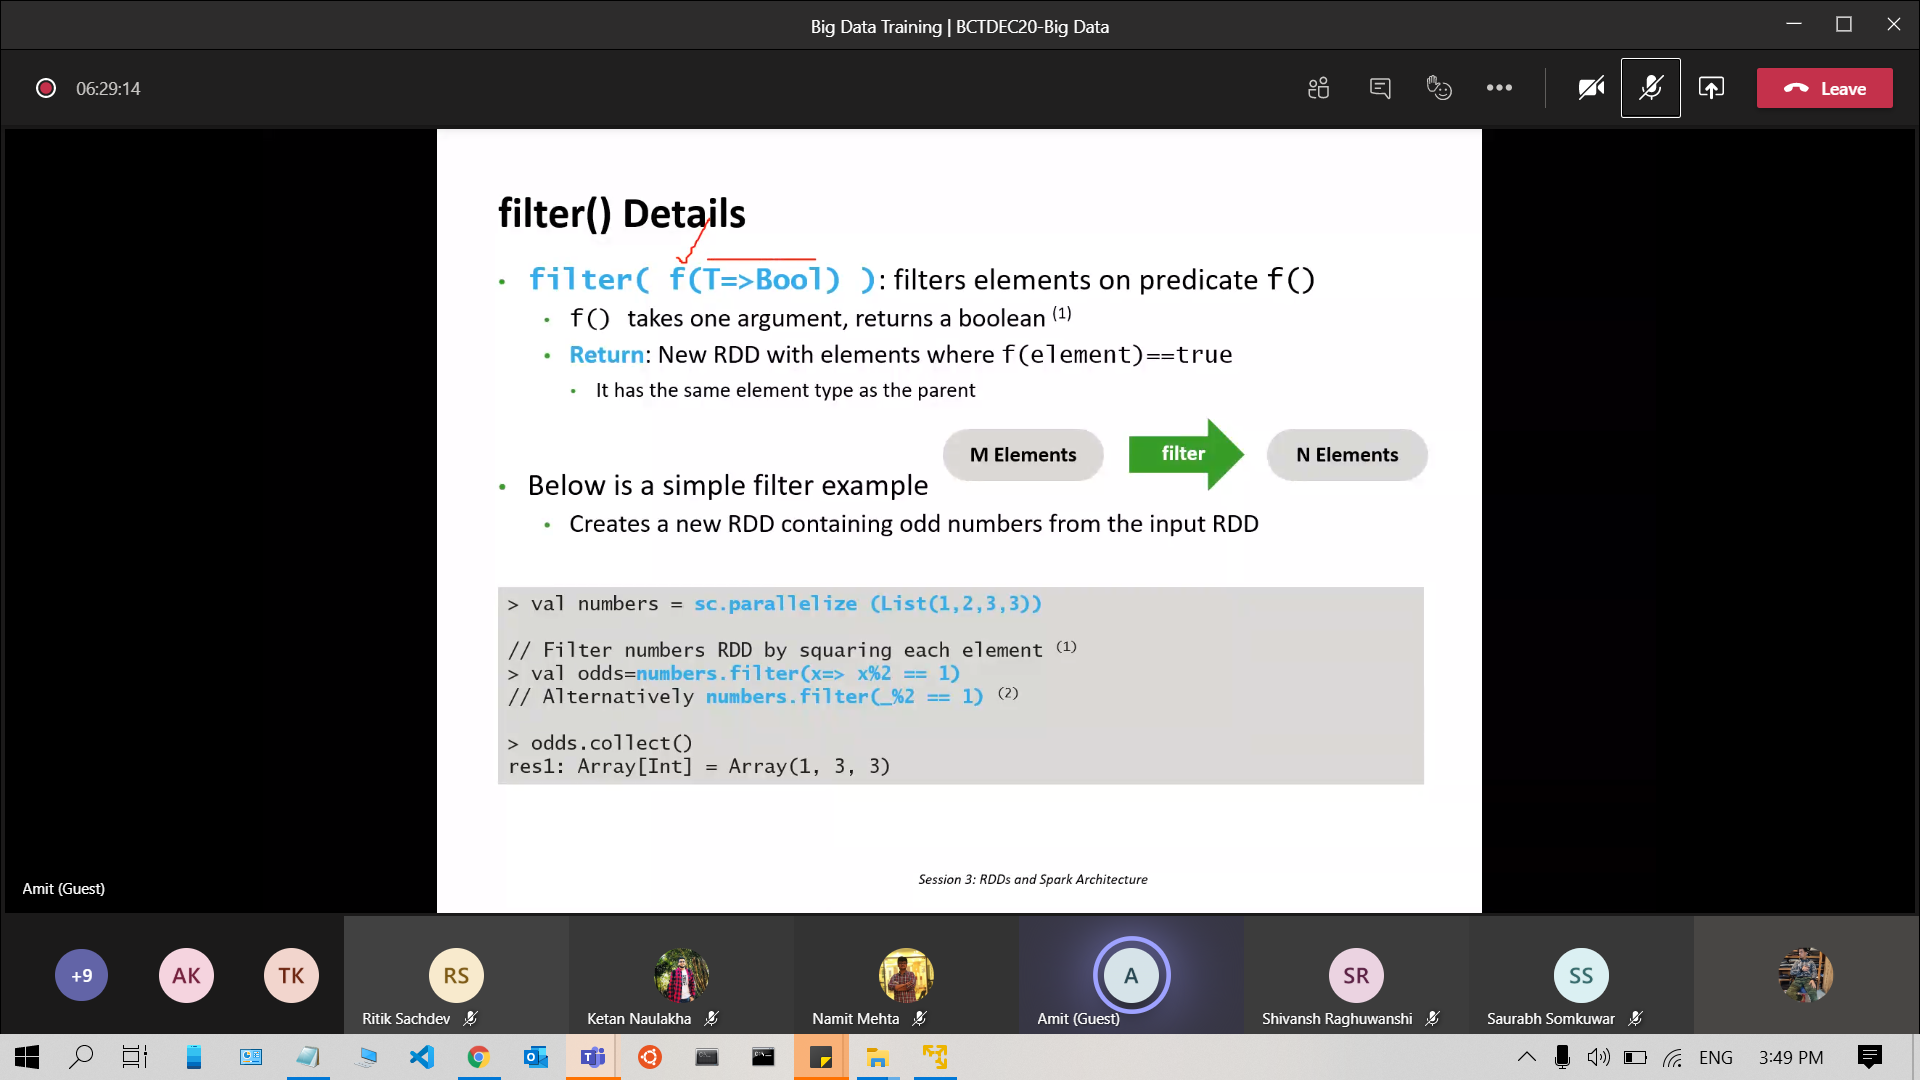 Big Data Training | BCTDEC20-Big Data
06:29:14
Leave
filter() Details
• filter( f(T=>Bool) ): filters elements on predicate f()
• f() takes one argument, returns a boolean (1)
• Return: New RDD with elements where f(element)==true
• It has the same element type as the parent
M Elements
filter
N Elements
• Below is a simple filter example
• Creates a new RDD containing odd numbers from the input RDD
> val numbers = sc.parallelize (List(1,2,3,3))
// Filter numbers RDD by squaring each element (1)
> val odds=numbers.filter(x=> x%2 == 1)
// Alternatively numbers.filter(_%2 == 1) (2)
> odds.collect()
res1: Array[Int] = Array(1, 3, 3)
Session 3: RDDs and Spark Architecture
Amit (Guest)
+9
AK
TK
RS
A
SR
SS
Ritik Sachdev
Ketan Naulakha
Namit Mehta
Amit (Guest)
Shivansh Raghuwanshi
Saurabh Somkuwar
ENG
3:49 PM